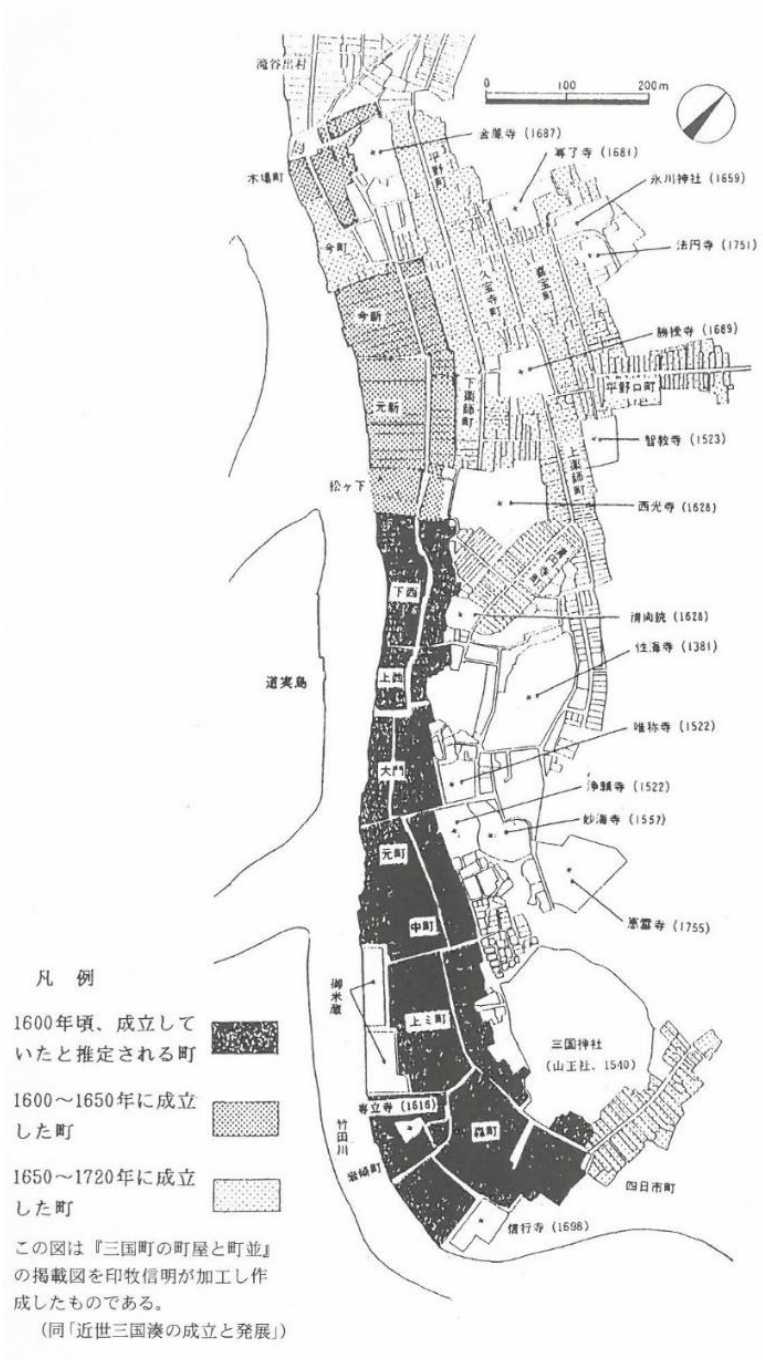 滝谷出村
0 100 200m
金鳳寺 (1687)
平野町
専了寺 (1681)
氷川神社 (1659)
木場町
法円寺 (1751)
今町
久宝寺町
今新
勝授寺 (1689)
平野口町
元新
下薬師町
智敬寺 (1523)
上薬師町
松ヶ下
西光寺 (1628)
下西
(1628)
性海寺 (1381)
道実島
上西
唯称寺 (1522)
大門
浄願寺 (1522)
妙海寺 (1557)
元町
中町
(1755)
凡 例
御米蔵
1600年頃、成立して
いたと推定される町
上ミ町
三国神社
(山王社、1540)
1600〜1650年に成立
した町
専立寺 (1616)
竹田川
森町
岩崎町
1650〜1720年に成立
した町
四日市町
信行寺 (1698)
この図は『三国町の町屋と町並』
の掲載図を印牧信明が加工し作
成したものである。
(同「近世三国湊の成立と発展」)